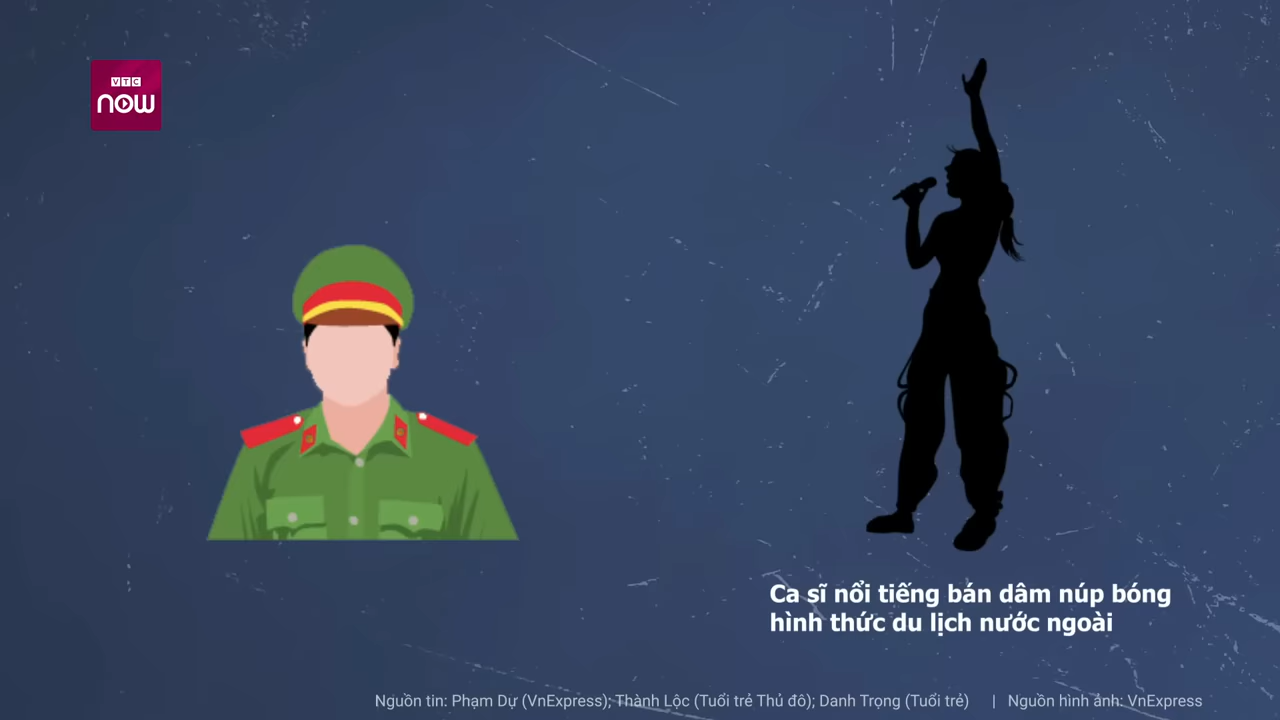 VTC
now
Ca sĩ nổi tiếng bán dâm núp bóng
hình thức du lịch nước ngoài
Nguồn tin: Phạm Dự (VnExpress); Thành Lộc (Tuổi trẻ Thủ đô); Danh Trọng (Tuổi trẻ) | Nguồn hình ảnh: VnExpress